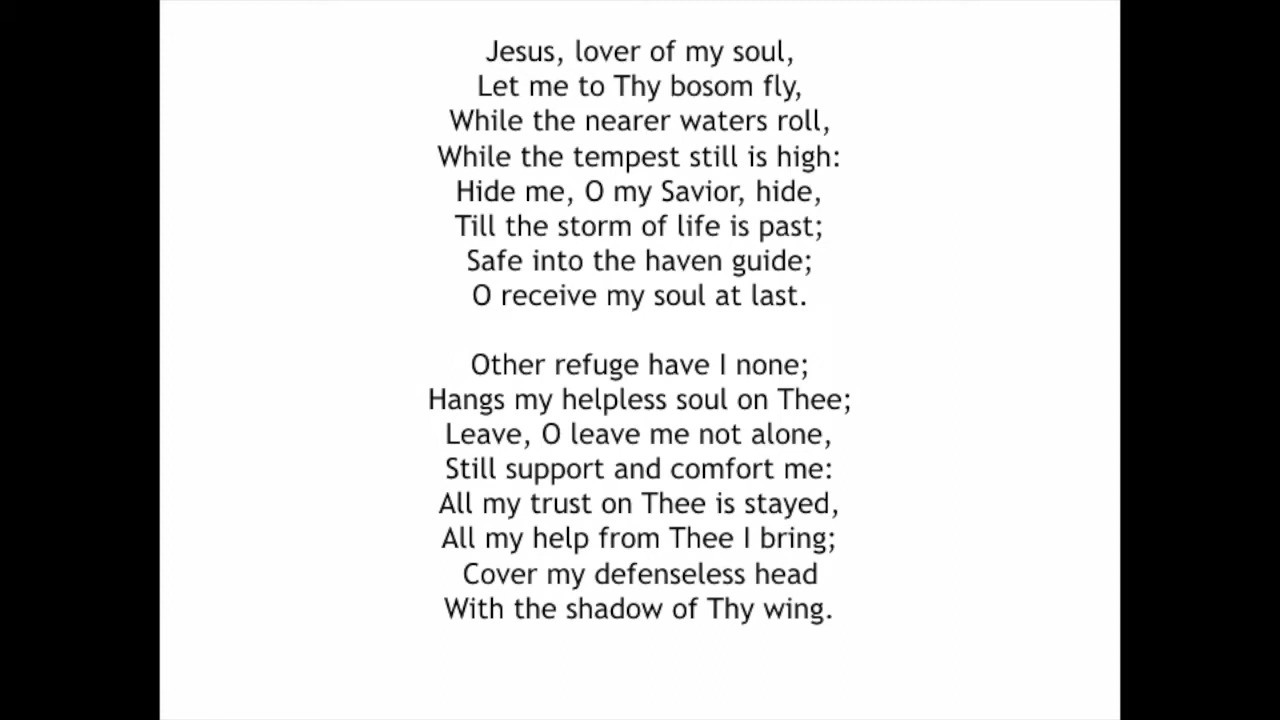 Jesus, lover of my soul,
Let me to Thy bosom fly,
While the nearer waters roll,
While the tempest still is high:
Hide me, O my Savior, hide,
Till the storm of life is past;
Safe into the haven guide;
O receive my soul at last.
Other refuge have I none;
Hangs my helpless soul on Thee;
Leave, O leave me not alone,
Still support and comfort me:
All my trust on Thee is stayed,
All my help from Thee I bring;
Cover my defenseless head
With the shadow of Thy wing.